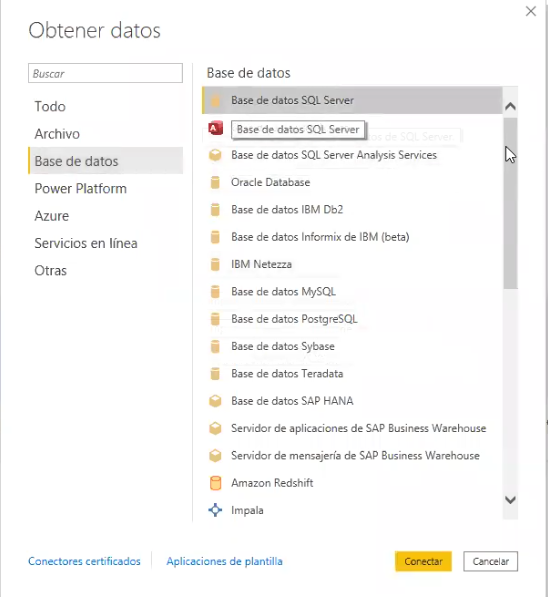 Obtener datos
Buscar
Todo
Archivo
Base de datos
Power Platform
Azure
Servicios en línea
Otras
Base de datos
Base de datos SQL Server
Base de datos SQL Server
Base de datos SQL Server Analysis Services
Oracle Database
Base de datos IBM Db2
Base de datos Informix de IBM (beta)
IBM Netezza
Base de datos MySQL
Base de datos PostgreSQL
Base de datos Sybase
Base de datos Teradata
Base de datos SAP HANA
Servidor de aplicaciones de SAP Business Warehouse
Servidor de mensajería de SAP Business Warehouse
Amazon Redshift
Impala
Conectores certificados
Aplicaciones de plantilla
Conectar
Cancelar